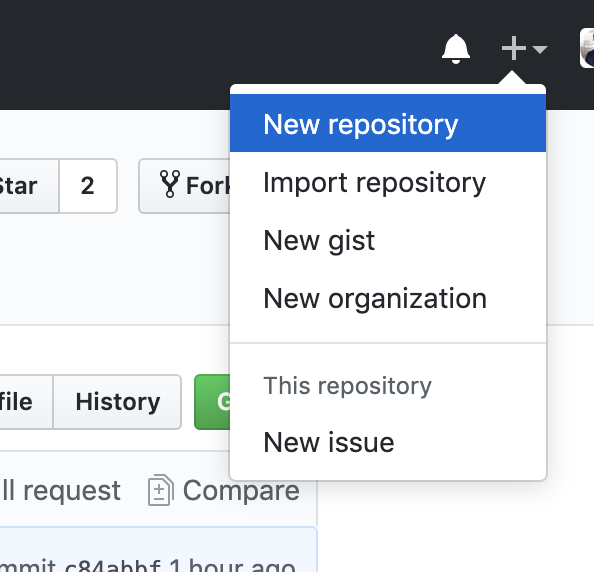 New repository
Star 2 Fork
Import repository
New gist
New organization
This repository
file History G
New issue
ll request Compare
mmit c84abbf 1 hour ago